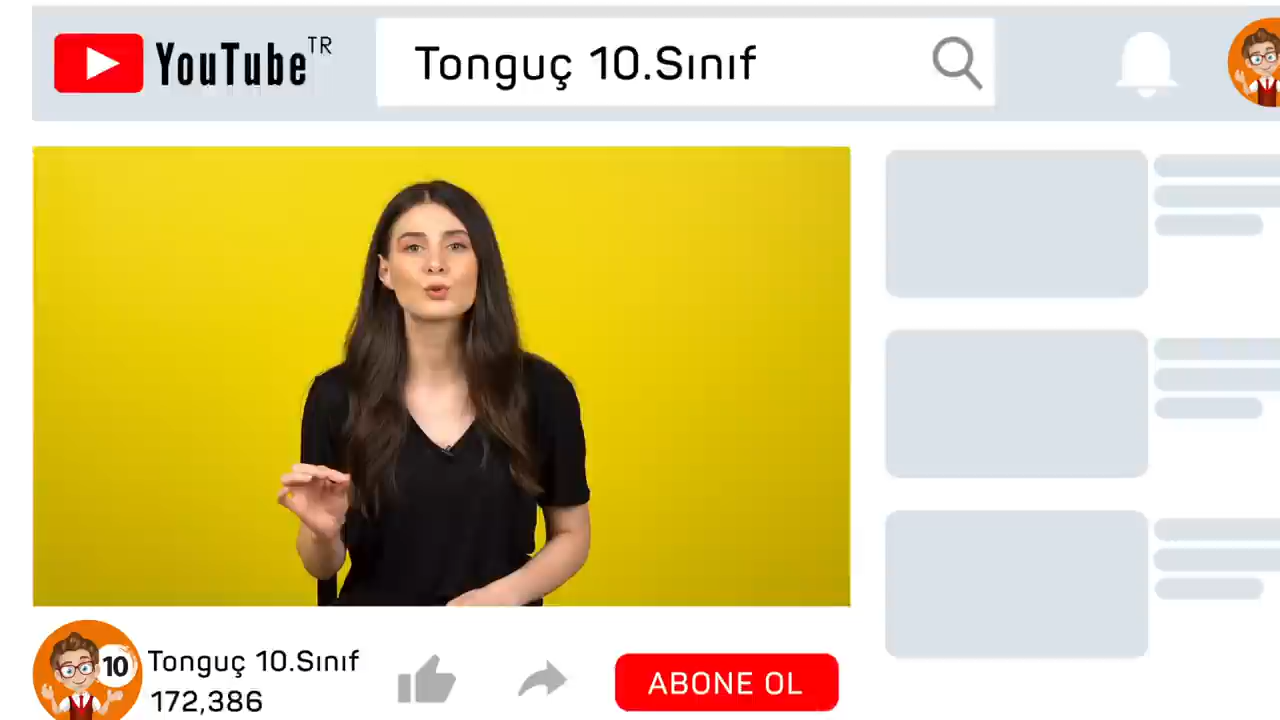 YouTube TR
Tonguç 10.Sınıf
10
Tonguç 10.Sınıf
172,386
ABONE OL